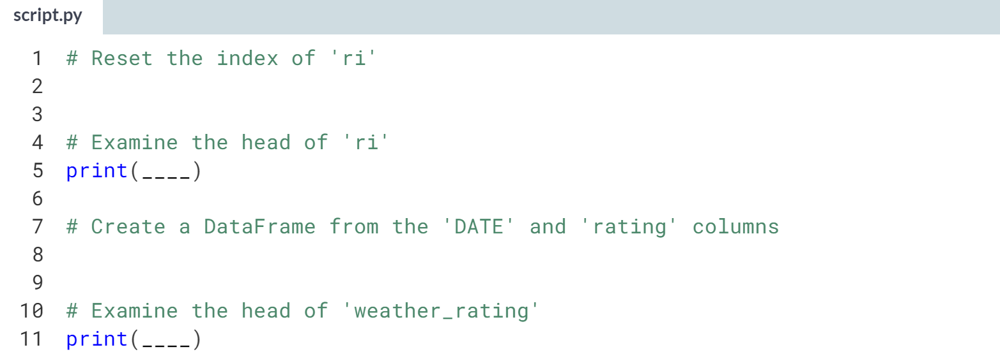 script.py
1 # Reset the index of 'ri'
2
3
4 # Examine the head of 'ri'
5 print(____)
6
7 # Create a DataFrame from the 'DATE' and 'rating' columns
8
9
10 # Examine the head of 'weather_rating'
11 print(____)